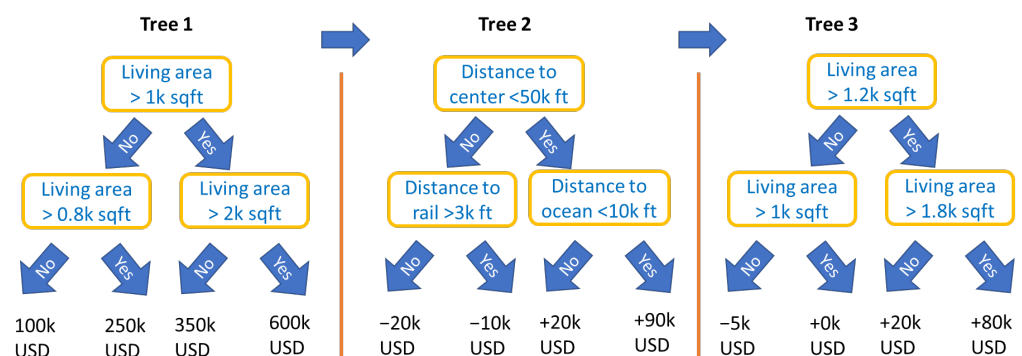 Tree 1
Tree 2
Tree 3
Living area
> 1k sqft
Distance to
center <50k ft
Living area
> 1.2k sqft
No
Yes
No
Yes
No
Yes
Living area
> 0.8k sqft
Living area
> 2k sqft
Distance to
rail >3k ft
Distance to
ocean <10k ft
Living area
> 1k sqft
Living area
> 1.8k sqft
No
Yes
No
Yes
No
Yes
No
Yes
No
Yes
No
Yes
100k
USD
250k
USD
350k
USD
600k
USD
−20k
USD
−10k
USD
+20k
USD
+90k
USD
−5k
USD
+0k
USD
+20k
USD
+80k
USD